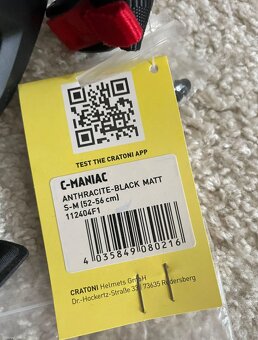 TEST THE CRATONI APP
C-MANIAC
ANTHRACITE-BLACK MATT
S-M (52-56 cm)
112404F1
4 035849 080216
CRATONI Helmets GmbH
Dr.-Hockertz-Straße 33 | 73635 Rudersberg